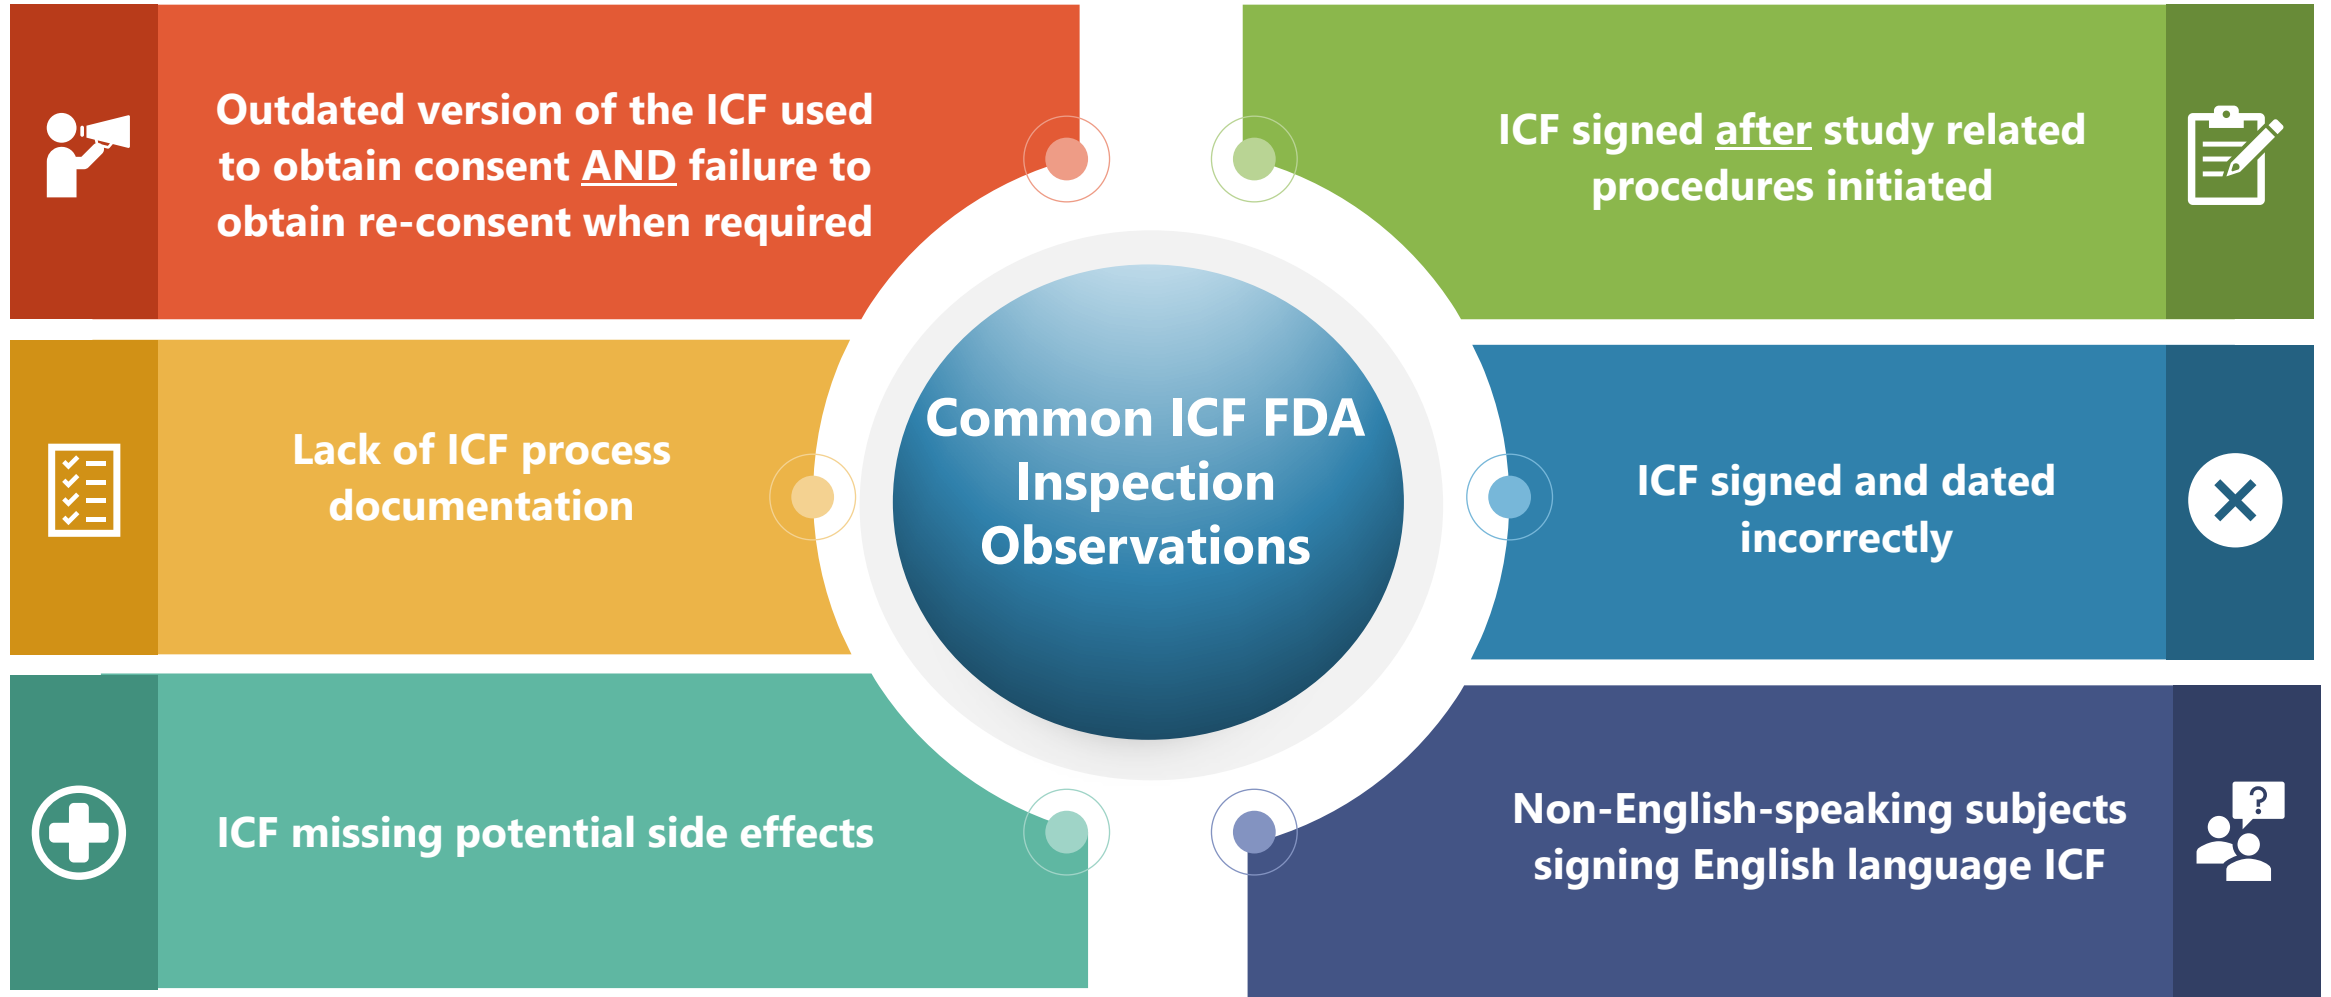 Outdated version of the ICF used
to obtain consent AND failure to
obtain re-consent when required
ICF signed after study related
procedures initiated
Common ICF FDA
Inspection
Observations
Lack of ICF process
documentation
ICF signed and dated
incorrectly
ICF missing potential side effects
Non-English-speaking subjects
signing English language ICF
?